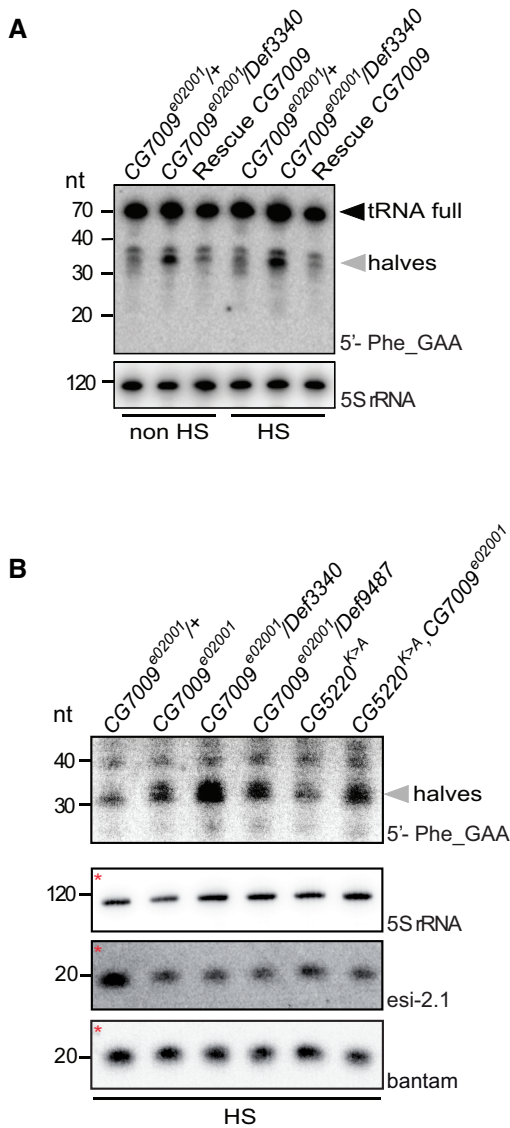 A
CG7009e02001/+
CG7009e02001/Def3340
Rescue CG7009
CG7009e02001/+
CG7009e02001/Def3340
Rescue CG7009
nt
70
tRNA full
40
halves
30
20
5'- Phe_GAA
120
5S rRNA
non HS
HS
B
CG7009e02001/+
CG7009e02001
CG7009e02001/Def3340
CG7009e02001/Def9487
CG5220K>A
CG5220K>A, CG7009e02001
nt
40
halves
30
5'- Phe_GAA
*
120
5S rRNA
*
20
esi-2.1
*
20
bantam
HS